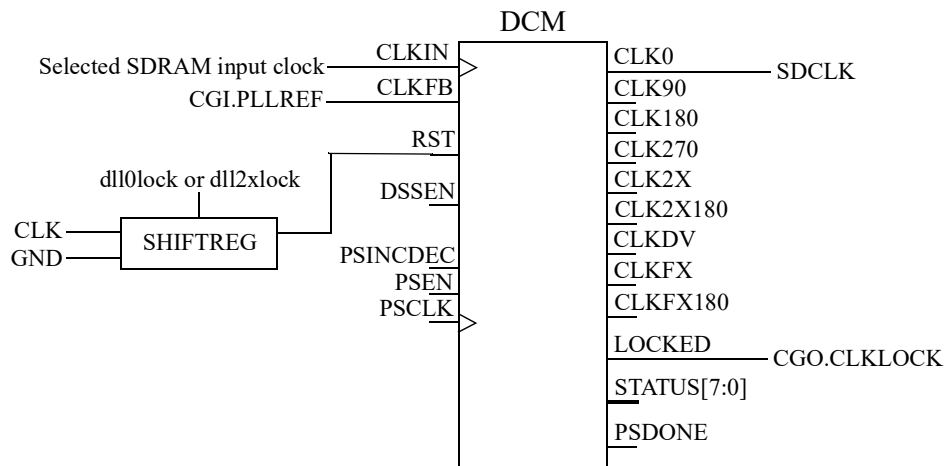 DCM
Selected SDRAM input clock
CLKIN
CGI.PLLREF
CLKFB
RST
dll0lock or dll2xlock
CLK
GND
SHIFTREG
DSSEN
PSINCDEC
PSEN
PSCLK
CLK0
SDCLK
CLK90
CLK180
CLK270
CLK2X
CLK2X180
CLKDV
CLKFX
CLKFX180
LOCKED
CGO.CLKLOCK
STATUS[7:0]
PSDONE